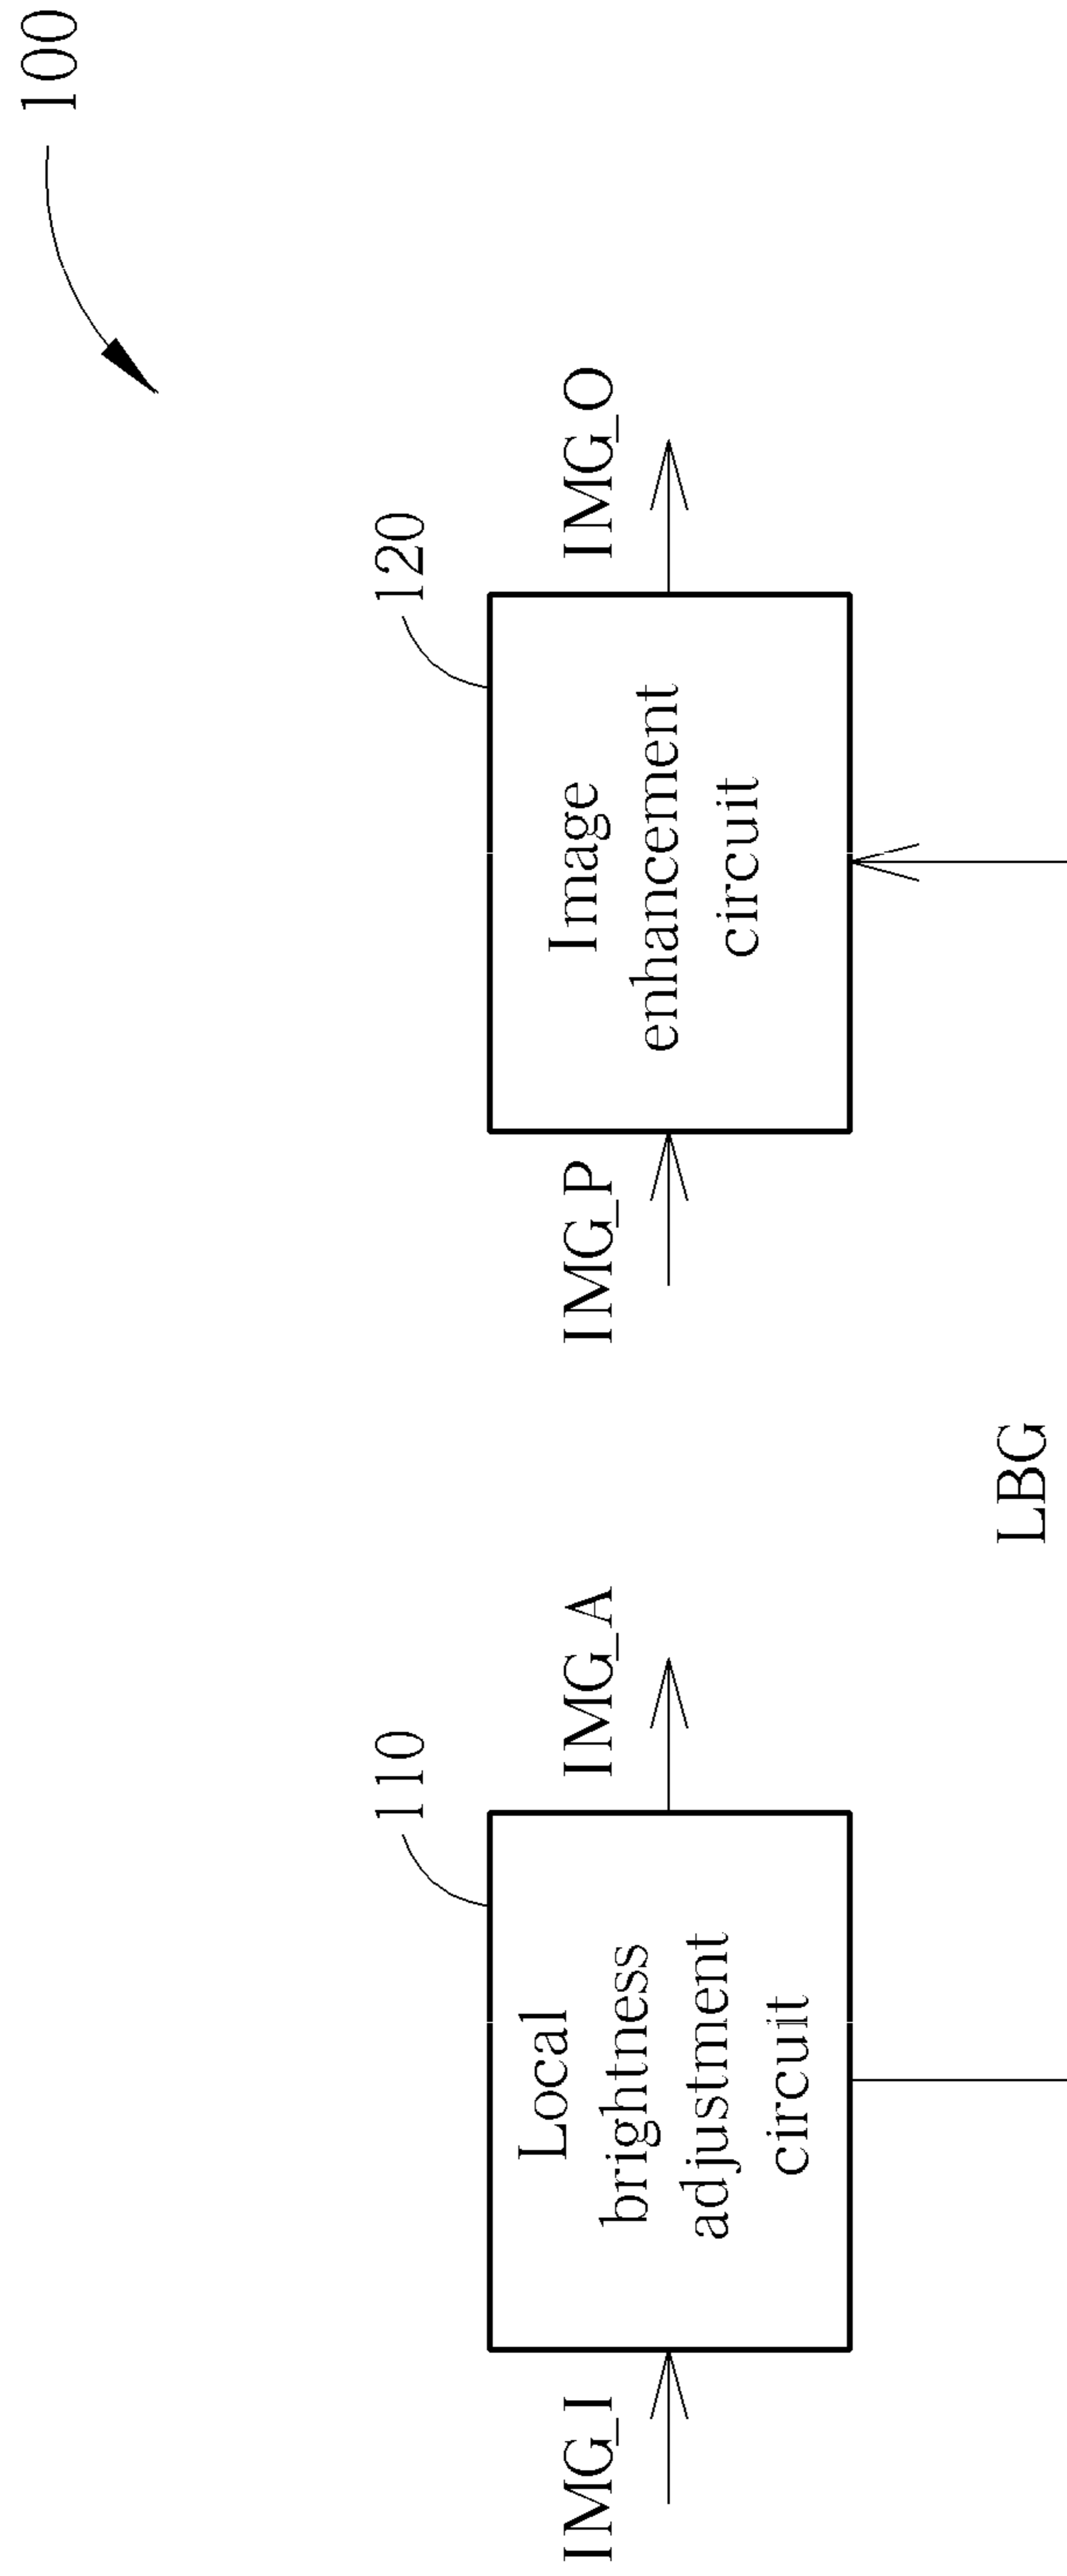 100
110
120
IMG_I
Local
brightness
adjustment
circuit
IMG_A
IMG_P
Image
enhancement
circuit
IMG_O
LBG